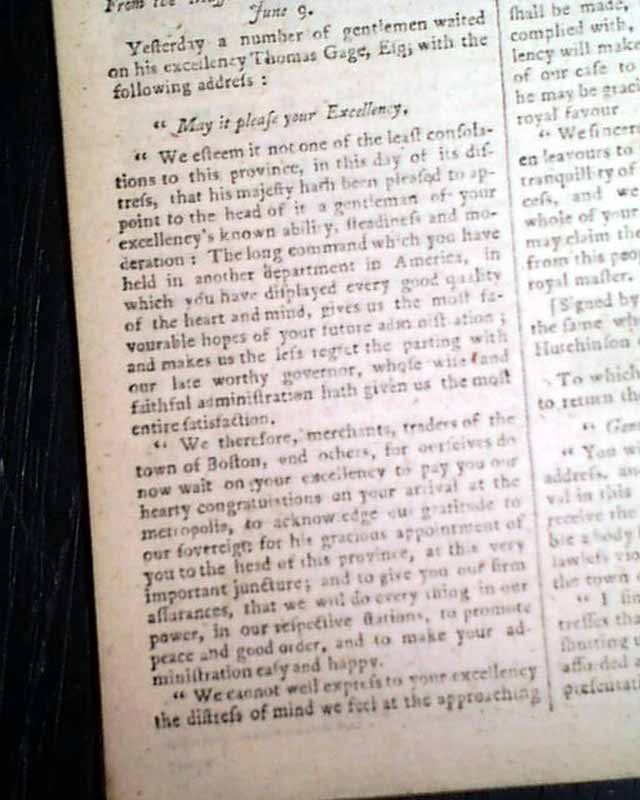 From the
June 9.
Yeſterday a number of gentlemen waited
on his excellency Thomas Gage, Eſq; with the
following addreſs :
“ May it pleaſe your Excellency,
“ We eſteem it not one of the leaſt conſola-
tions to this province, in this day of its diſ-
treſs, that his majeſty hath been pleaſed to ap-
point to the head of it a gentleman of your
excellency's known ability, ſteadineſs and mo-
deration : The long command which you have
held in another department in America, in
which you have diſplayed every good quality
of the heart and mind, gives us the moſt fa-
vourable hopes of your future adminiſtration ;
and makes us the leſs regret the parting with
our late worthy governor, whoſe wiſe and
faithful adminiſtration hath given us the moſt
entire ſatisfaction.
“ We therefore, merchants, traders of the
town of Boſton, and others, for ourſelves do
now wait on your excellency to pay you our
hearty congratulations on your arrival at the
metropolis, to acknowledge our gratitude to
our ſovereign for his gracious appointment of
you to the head of this province, at this very
important juncture; and to give you our firm
aſſurances, that we will do every thing in our
power, in our reſpective ſtations, to promote
peace and good order, and to make your ad-
miniſtration eaſy and happy.
“ We cannot well expreſs to your excellency
the diſtreſs of mind we feel at the approaching
ſhall be made,
complied with,
lency will make
of our caſe to
he may be graci
royal favour
“ We ſincer
en leavours to
tranquillity of
ceſs, and we
whole of your
may claim the
from this peo
royal maſter.
[Signed by
the ſame who
Hutchinſon
To which
to return th
“ Gen
“ You w
addreſs, an
val in this
receive the
ble a body
lawleſs vio
the town
“ I ſin
treſſes tha
ſhutting
afforded
preſentati